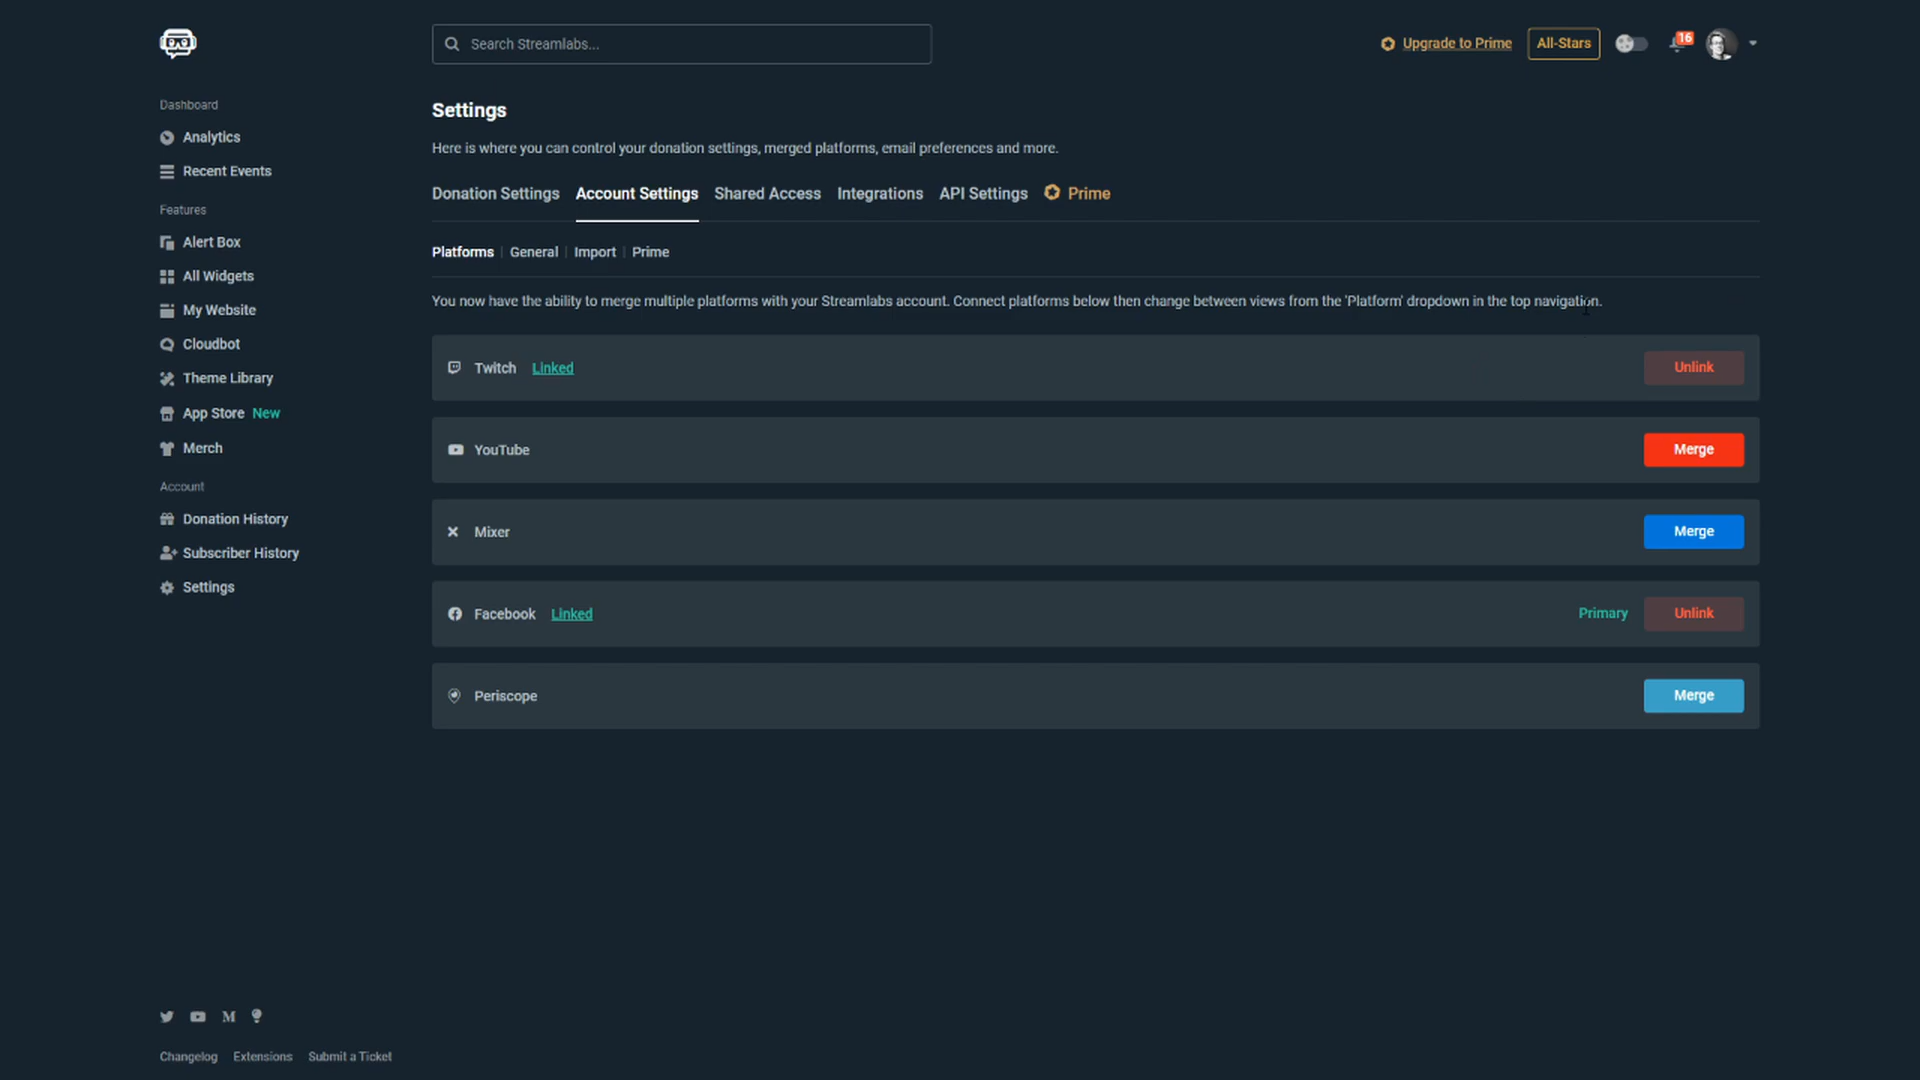 Search Streamlabs...
Upgrade to Prime
All-Stars
16
Dashboard
Analytics
Recent Events
Features
Alert Box
All Widgets
My Website
Cloudbot
Theme Library
App Store New
Merch
Account
Donation History
Subscriber History
Settings
Settings
Here is where you can control your donation settings, merged platforms, email preferences and more.
Donation Settings Account Settings Shared Access Integrations API Settings Prime
Platforms | General | Import | Prime
You now have the ability to merge multiple platforms with your Streamlabs account. Connect platforms below then change between views from the 'Platform' dropdown in the top navigation.
Twitch Linked Unlink
YouTube Merge
Mixer Merge
Facebook Linked Primary Unlink
Periscope Merge
Changelog Extensions Submit a Ticket